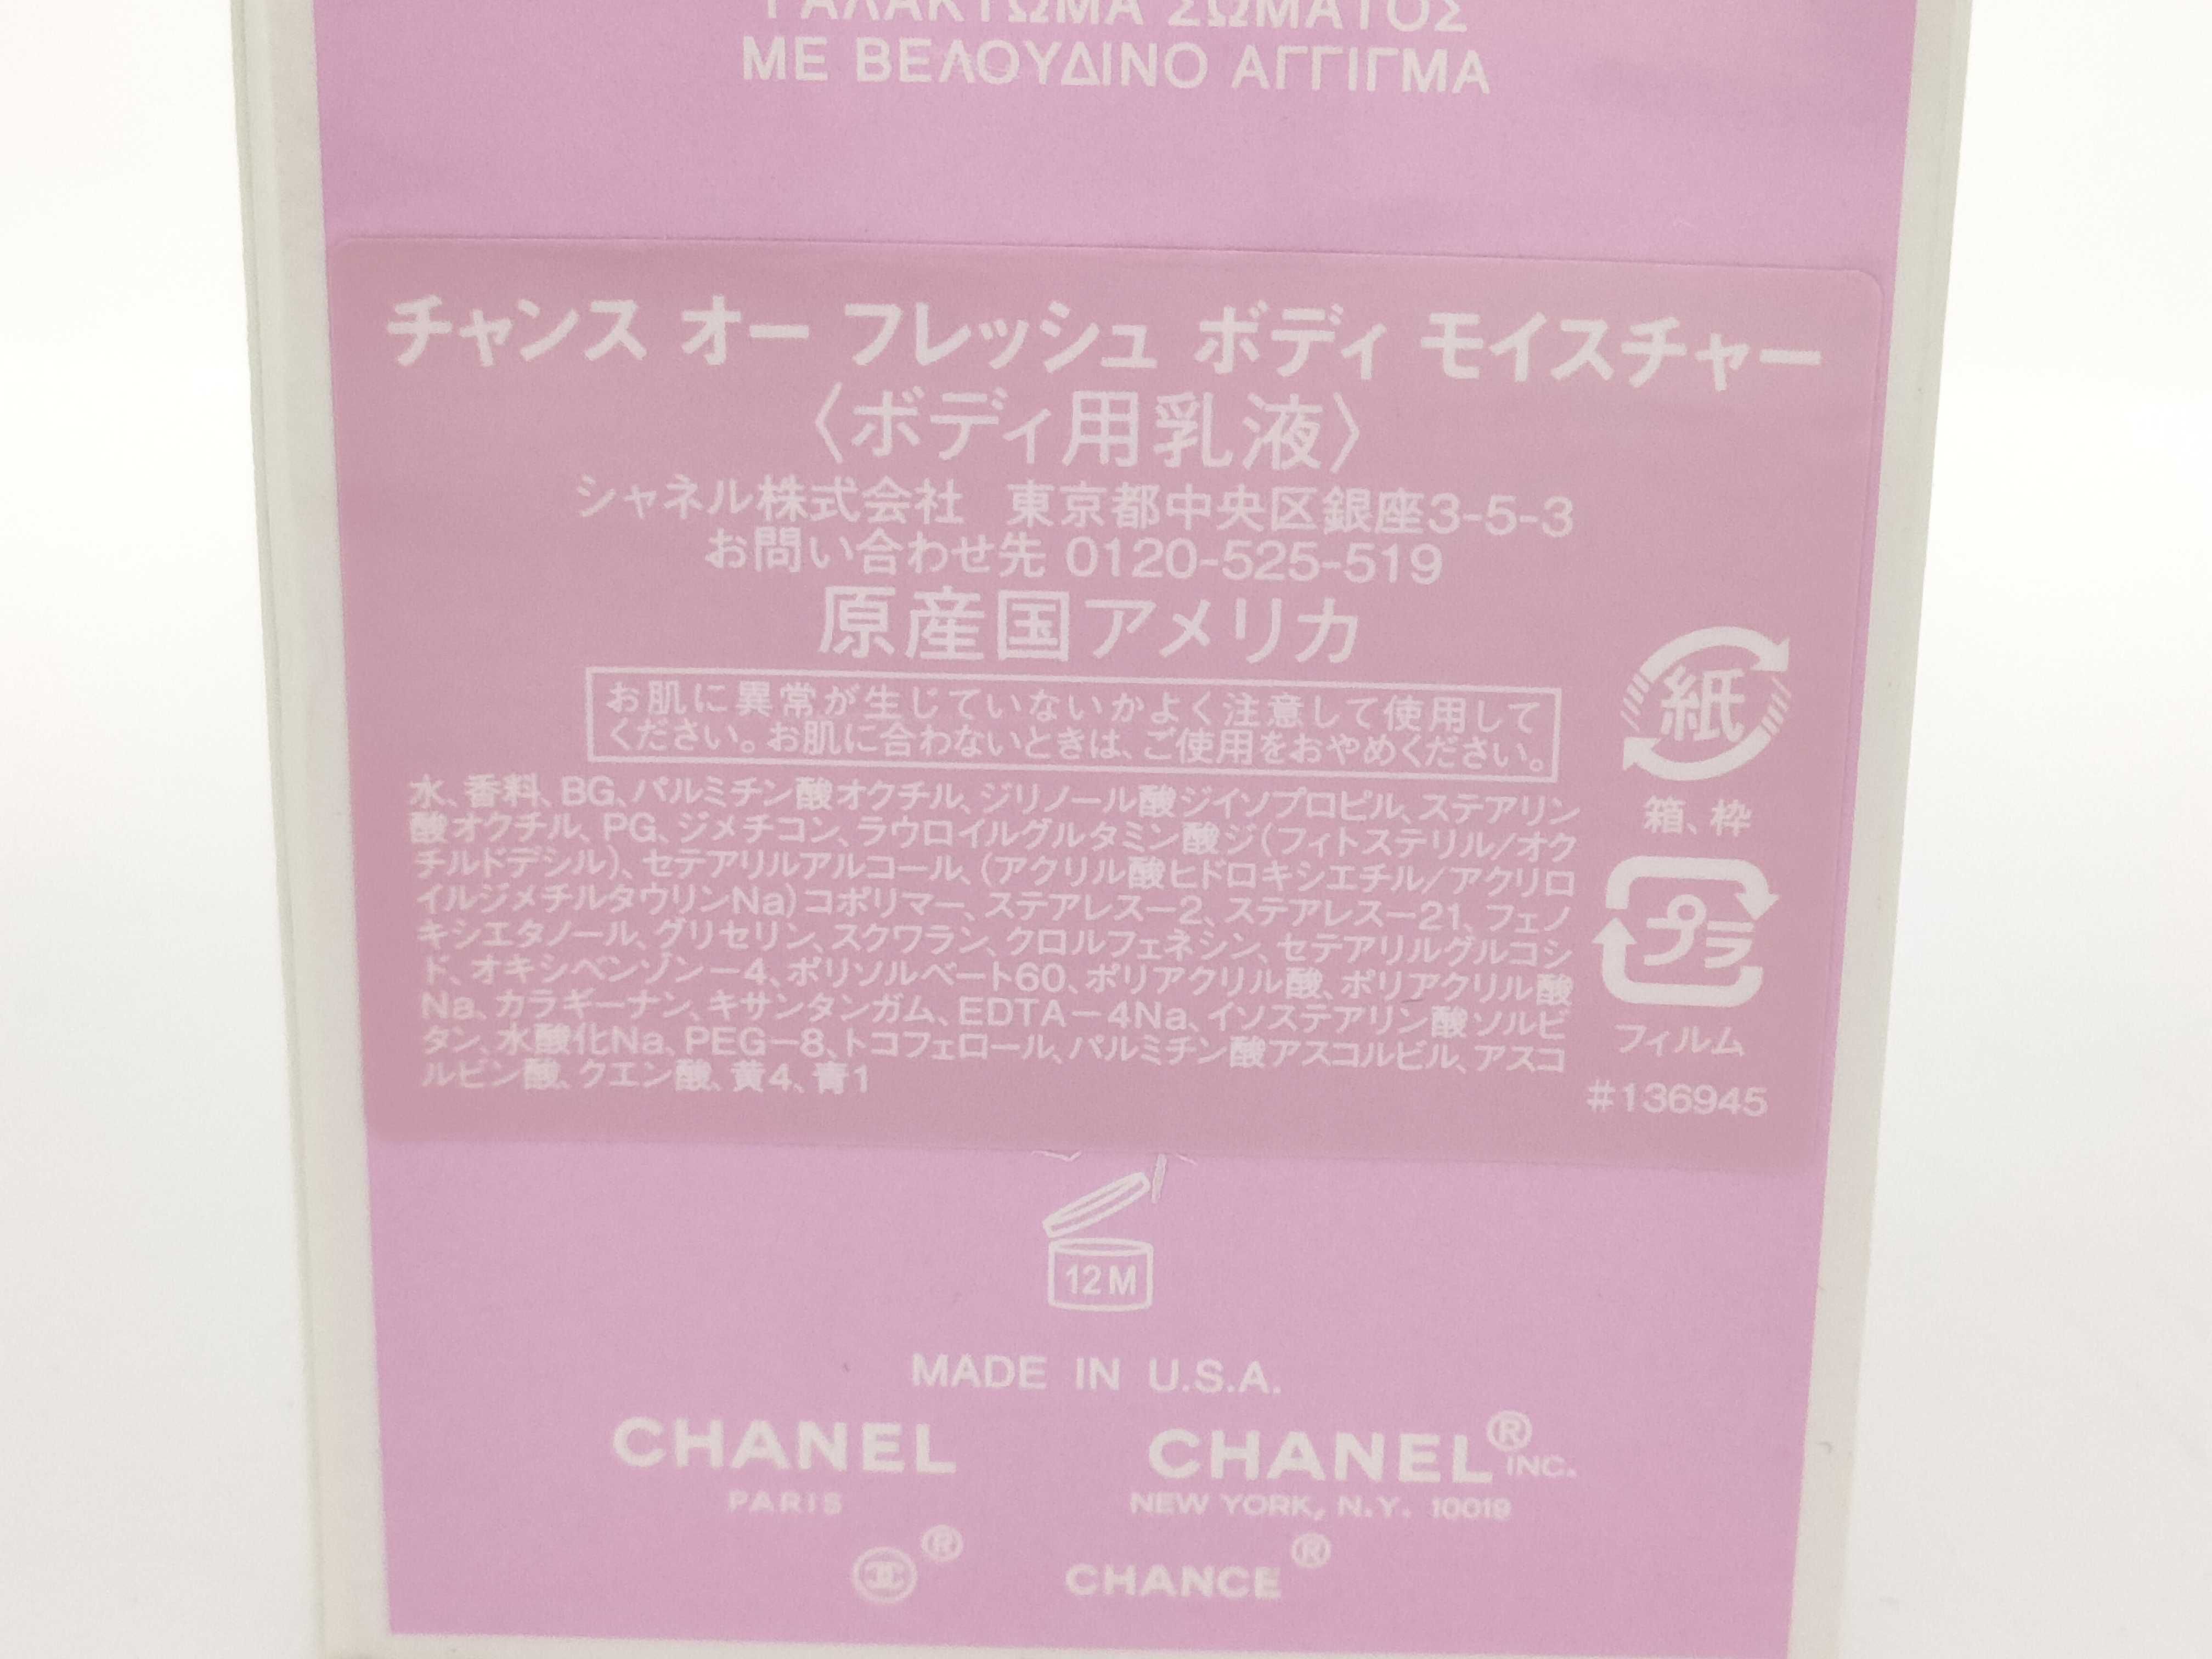 ΓΑΛΑΚΤΩΜΑ ΣΩΜΑΤΟΣ
ΜΕ ΒΕΛΟΥΔΙΝΟ ΑΓΓΙΓΜΑ
チャンス オー フレッシュ ボディ モイスチャー
〈ボディ用乳液〉
シャネル株式会社 東京都中央区銀座3-5-3
お問い合わせ先 0120-525-519
原産国アメリカ
お肌に異常が生じていないかよく注意して使用して
ください。お肌に合わないときは、ご使用をおやめください。
水、香料、BG、パルミチン酸オクチル、ジリノール酸ジイソプロピル、ステアリン
酸オクチル、PG、ジメチコン、ラウロイルグルタミン酸ジ(フィトステリル/オク
チルドデシル)、セテアリルアルコール、(アクリル酸ヒドロキシエチル/アクリロ
イルジメチルタウリンNa)コポリマー、ステアレスー2、ステアレスー21、フェノ
キシエタノール、グリセリン、スクワラン、クロルフェネシン、セテアリルグルコシ
ド、オキシベンゾンー4、ポリソルベート60、ポリアクリル酸、ポリアクリル酸
Na、カラギーナン、キサンタンガム、EDTAー4Na、イソステアリン酸ソルビ
タン、水酸化Na、PEGー8、トコフェロール、パルミチン酸アスコルビル、アスコ
ルビン酸、クエン酸、黄4、青1
紙
箱、枠
プラ
フィルム
#136945
12M
MADE IN U.S.A.
CHANEL
PARIS
CHANEL® INC.
NEW YORK, N.Y. 10019
®
CHANCE®